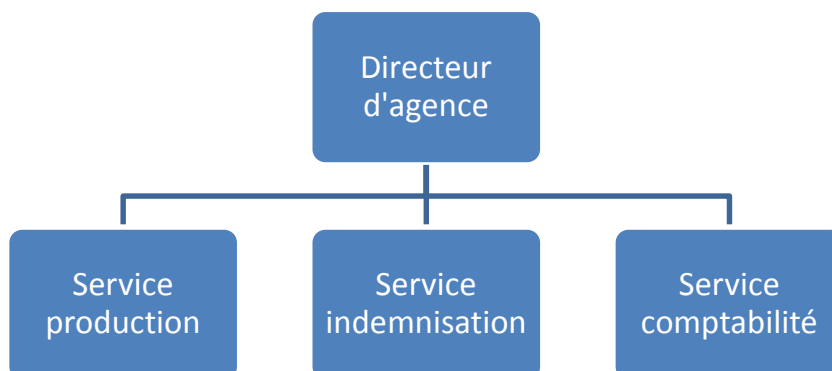 Directeur
d'agence
Service
production
Service
indemnisation
Service
comptabilité